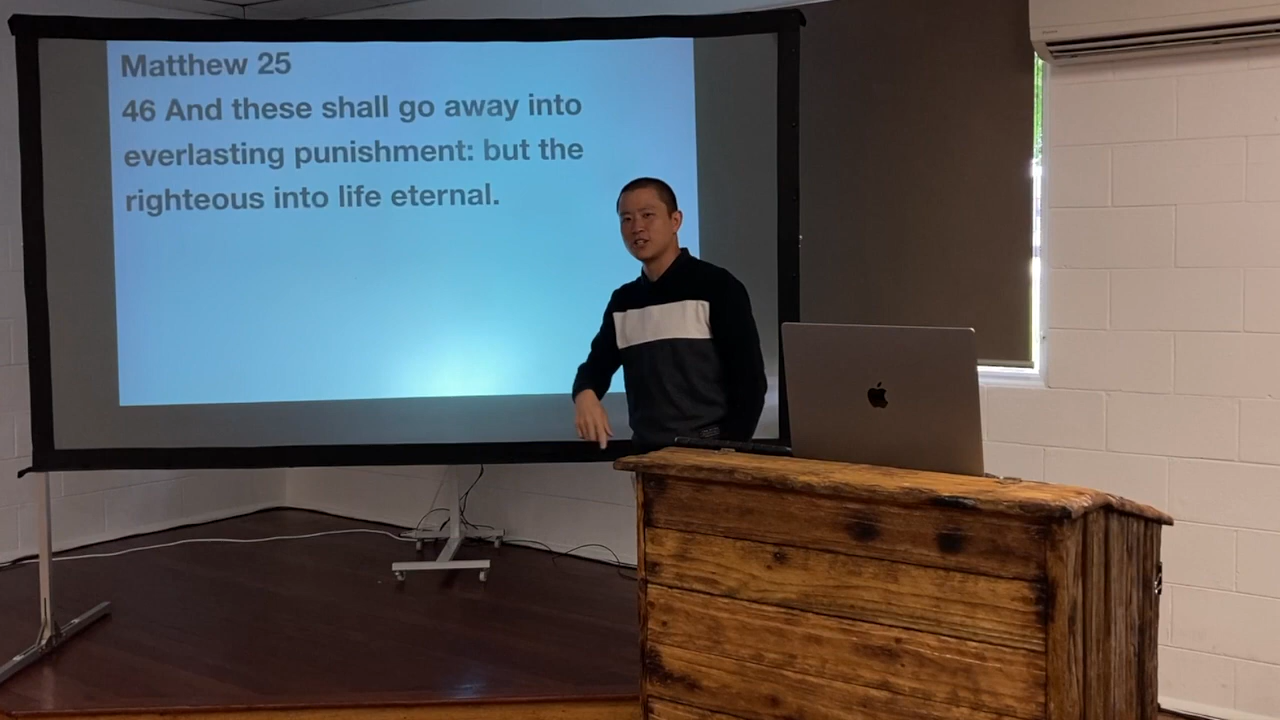 Matthew 25
46 And these shall go away into
everlasting punishment: but the
righteous into life eternal.